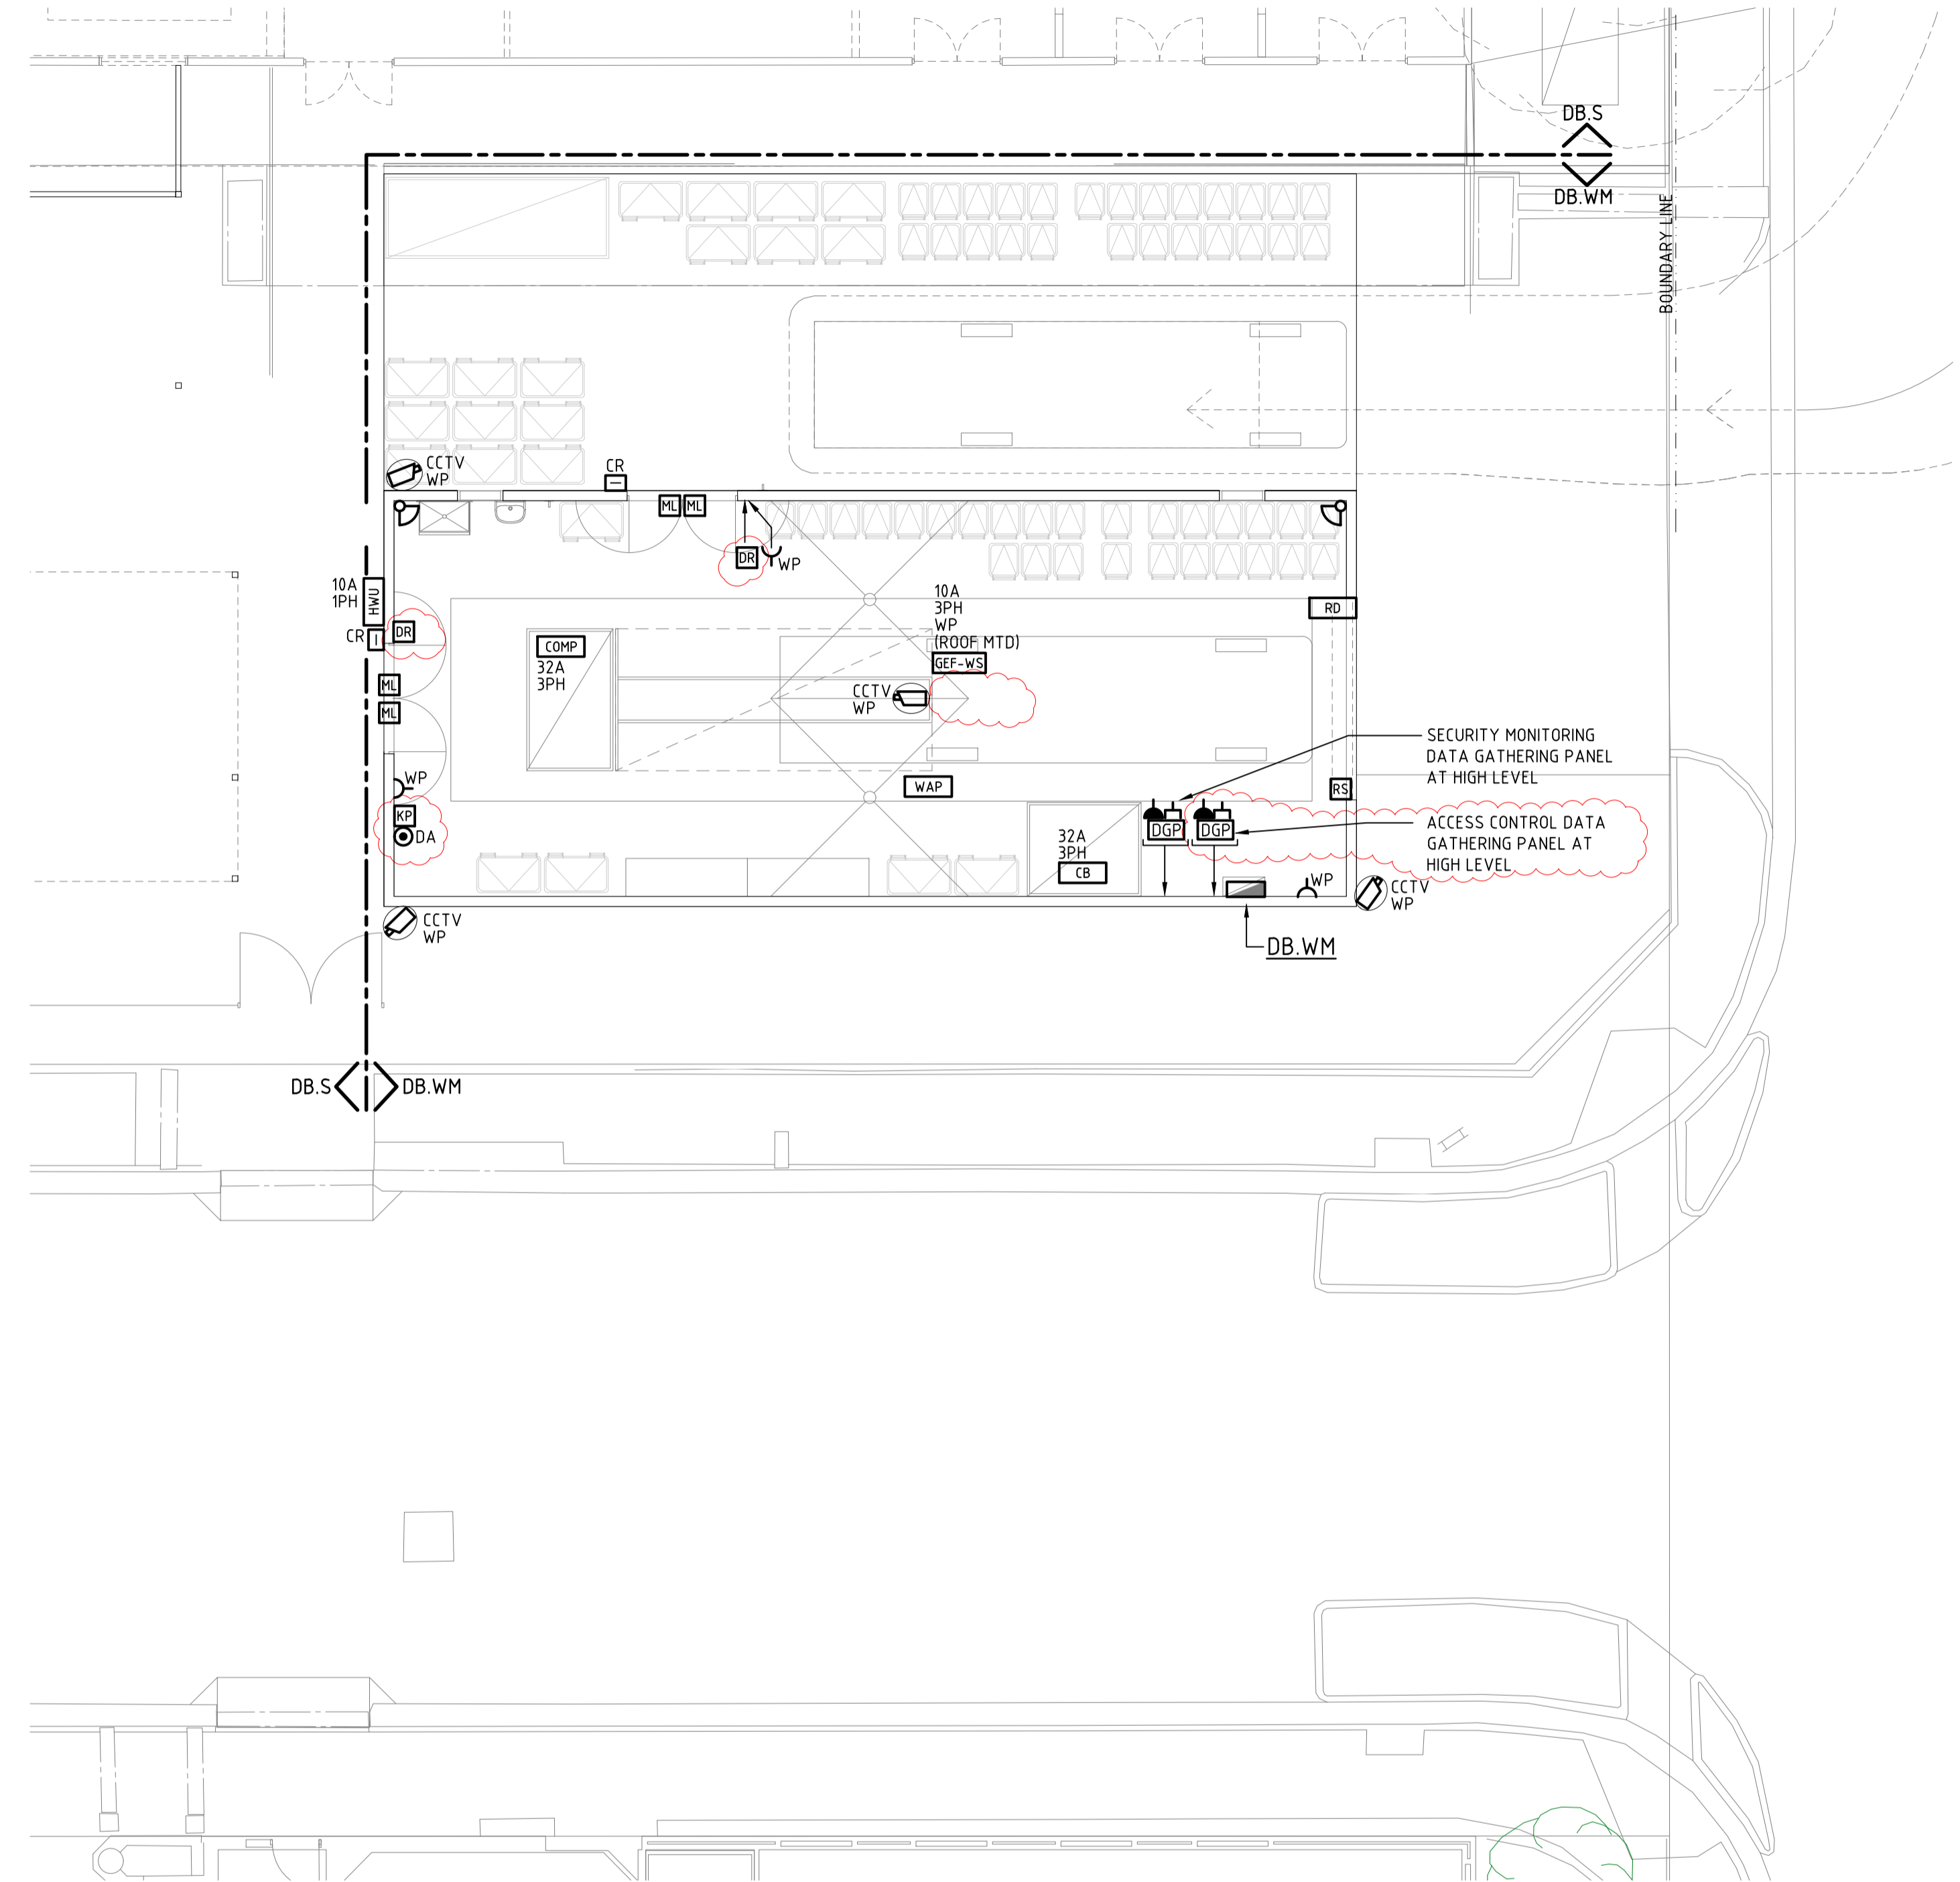 DB.S
DB.WM
BOUNDARY LINE
CCTV
WP
CR
ML
ML
DR
WP
10A
1PH
HWU
CR
DR
ML
ML
COMP
32A
3PH
10A
3PH
WP
(ROOF MTD)
GEF-WS
CCTV
WP
RD
SECURITY MONITORING
DATA GATHERING PANEL
AT HIGH LEVEL
WP
KP
DA
WAP
RS
DGP
DGP
ACCESS CONTROL DATA
GATHERING PANEL AT
HIGH LEVEL
32A
3PH
CB
WP
CCTV
WP
CCTV
WP
DB.WM
DB.S
DB.WM